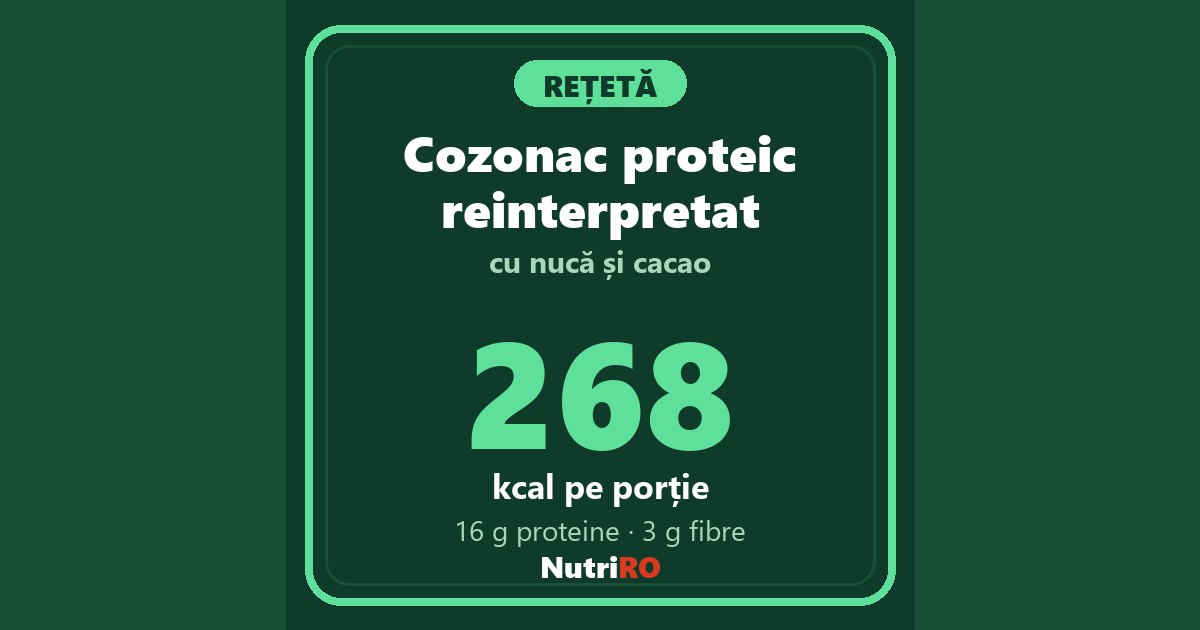 REȚETĂ
Cozonac proteic
reinterpretat
cu nucă și cacao
268
kcal pe porție
16 g proteine · 3 g fibre
NutriRO